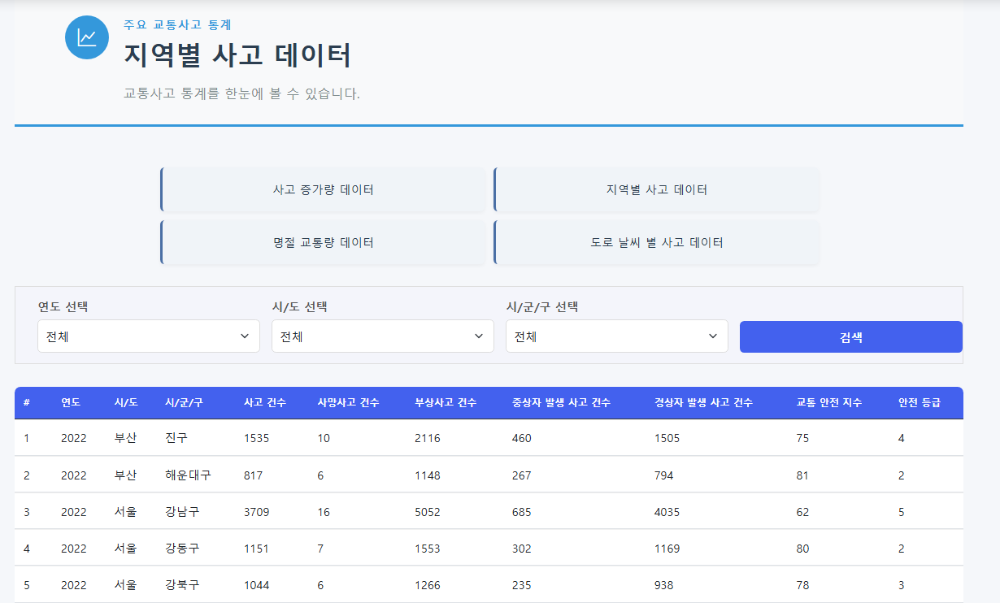 주요 교통사고 통계
지역별 사고 데이터
교통사고 통계를 한눈에 볼 수 있습니다.
사고 증가량 데이터 지역별 사고 데이터
명절 교통량 데이터 도로 날씨 별 사고 데이터
연도 선택 시/도 선택 시/군/구 선택
전체 전체 전체 검색
# 연도 시/도 시/군/구 사고 건수 사망사고 건수 부상사고 건수 중상자 발생 사고 건수 경상자 발생 사고 건수 교통 안전 지수 안전 등급
1 2022 부산 진구 1535 10 2116 460 1505 75 4
2 2022 부산 해운대구 817 6 1148 267 794 81 2
3 2022 서울 강남구 3709 16 5052 685 4035 62 5
4 2022 서울 강동구 1151 7 1553 302 1169 80 2
5 2022 서울 강북구 1044 6 1266 235 938 78 3